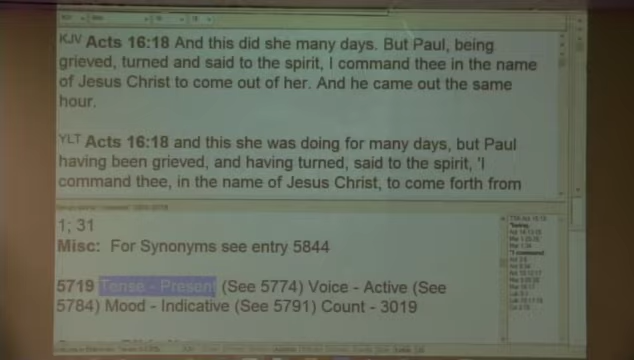 KJV Acts 16:18 And this did she many days. But Paul, being
grieved, turned and said to the spirit, I command thee in the name
of Jesus Christ to come out of her. And he came out the same
hour.
YLT Acts 16:18 and this she was doing for many days, but Paul
having been grieved, and having turned, said to the spirit, 'I
command thee, in the name of Jesus Christ, to come forth from
1; 31
Misc: For Synonyms see entry 5844
5719 Tense - Present (See 5774) Voice - Active (See
5784) Mood - Indicative (See 5791) Count - 3019
"being
"I command